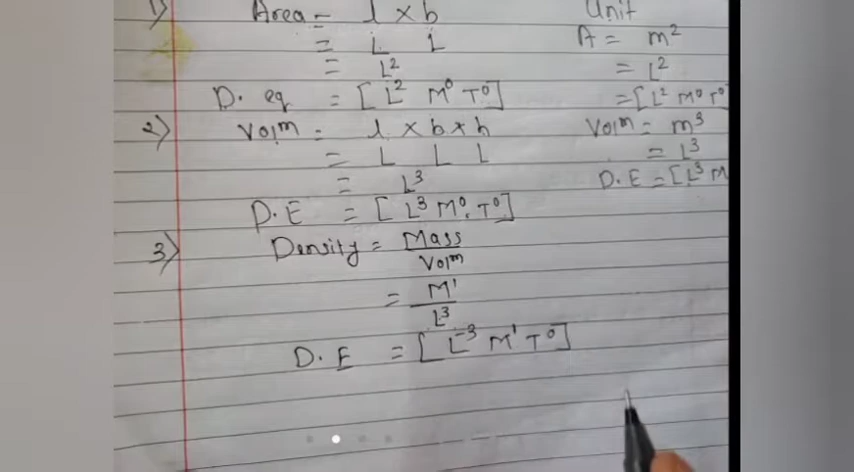 1) Area = l × b Unit
= L L A = m²
= L² = L²
D. eq = [L² M⁰ T⁰] = [L² M⁰ T⁰]
2) Volm = l × b × h Volm = m³
= L L L = L³
= L³ D.E = [L³ M
D.E = [L³ M⁰. T⁰]
3) Density = Mass
Volm
= M¹
L³
D. E = [L⁻³ M¹ T⁰]